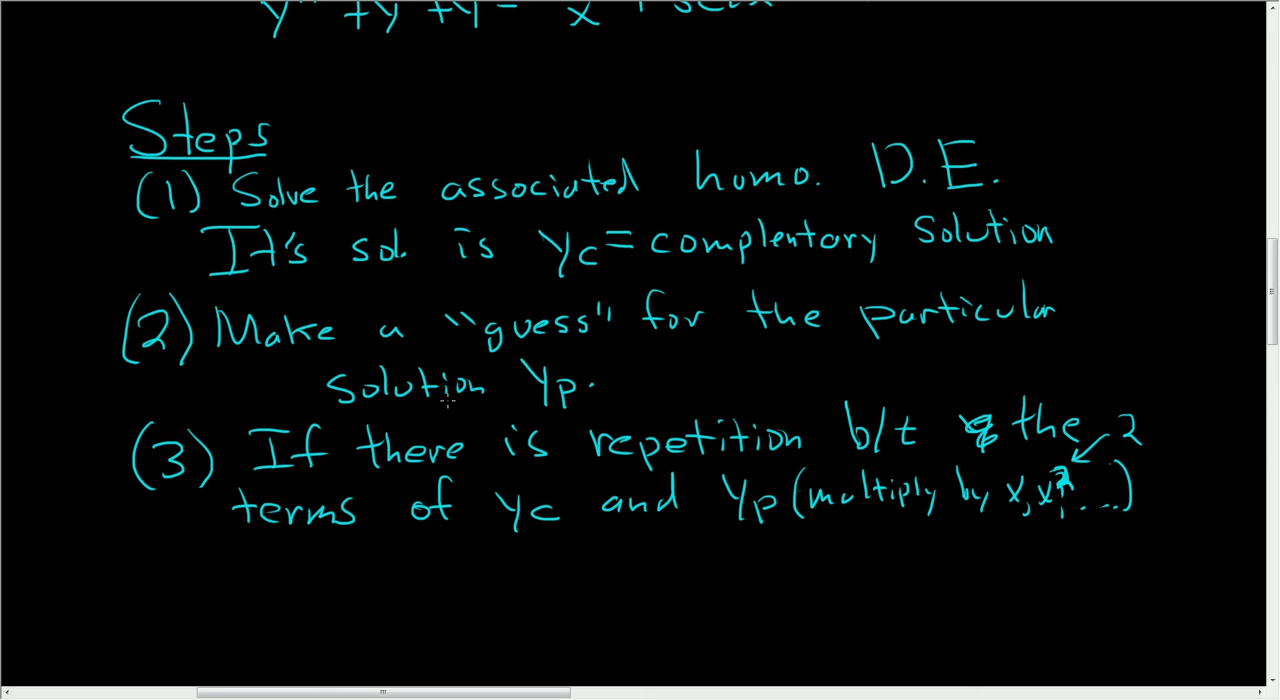 Steps
(1) Solve the associated homo. D.E.
It's sol. is yc = complentary solution
(2) Make a "guess" for the particular
solution yp.
(3) If there is repetition b/t the 2
terms of yc and yp (multiply by x, x², ....)